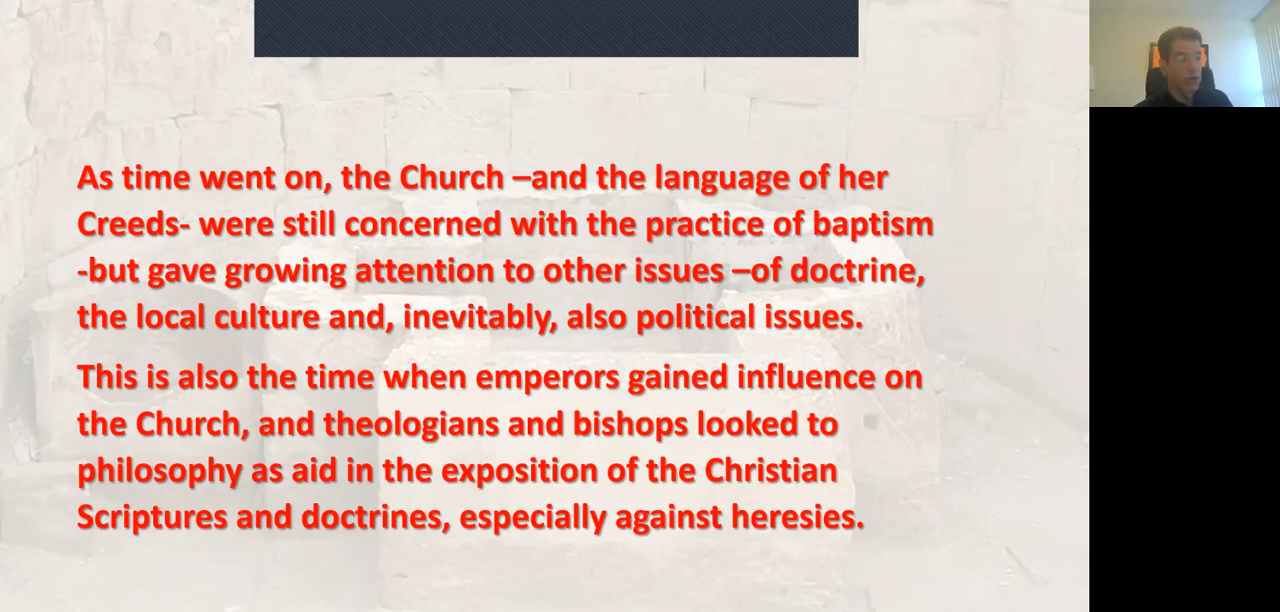 As time went on, the Church –and the language of her
Creeds- were still concerned with the practice of baptism
-but gave growing attention to other issues –of doctrine,
the local culture and, inevitably, also political issues.
This is also the time when emperors gained influence on
the Church, and theologians and bishops looked to
philosophy as aid in the exposition of the Christian
Scriptures and doctrines, especially against heresies.